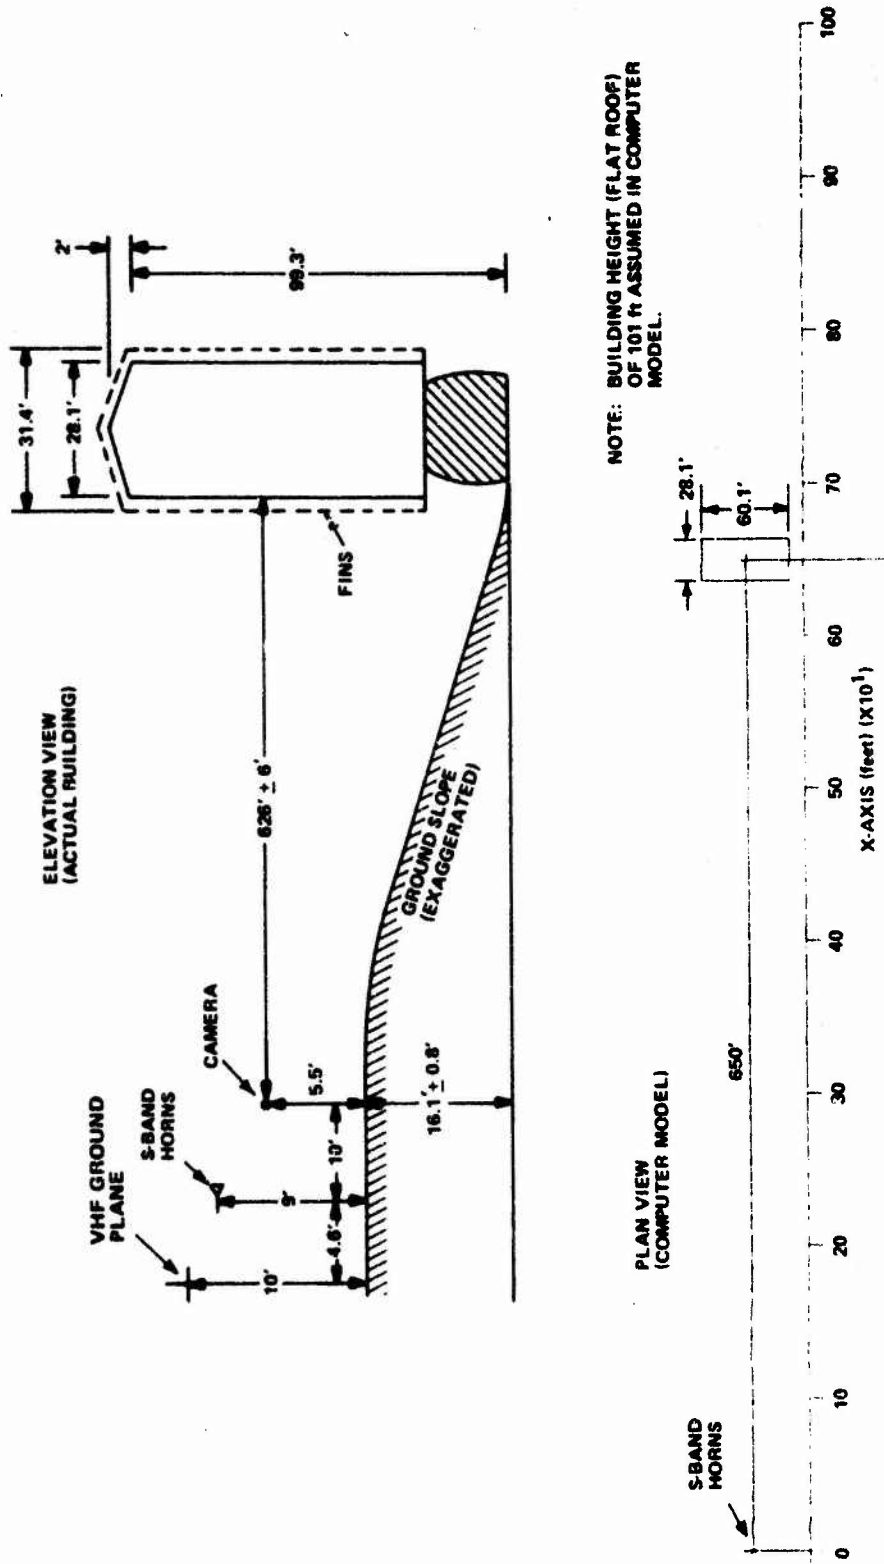 ELEVATION VIEW
(ACTUAL BUILDING)
VHF GROUND
PLANE
S-BAND
HORNS
CAMERA
10'
9'
4.6'
10'
5.5'
16.1' ± 0.8'
626' ± 6'
GROUND SLOPE
(EXAGGERATED)
FINS
31.4'
28.1'
2'
99.3'
PLAN VIEW
(COMPUTER MODEL)
S-BAND
HORNS
650'
28.1'
60.1'
NOTE: BUILDING HEIGHT (FLAT ROOF)
OF 101 ft ASSUMED IN COMPUTER
MODEL.
0 10 20 30 40 50 60 70 80 90 100
X-AXIS (feet) (X10¹)